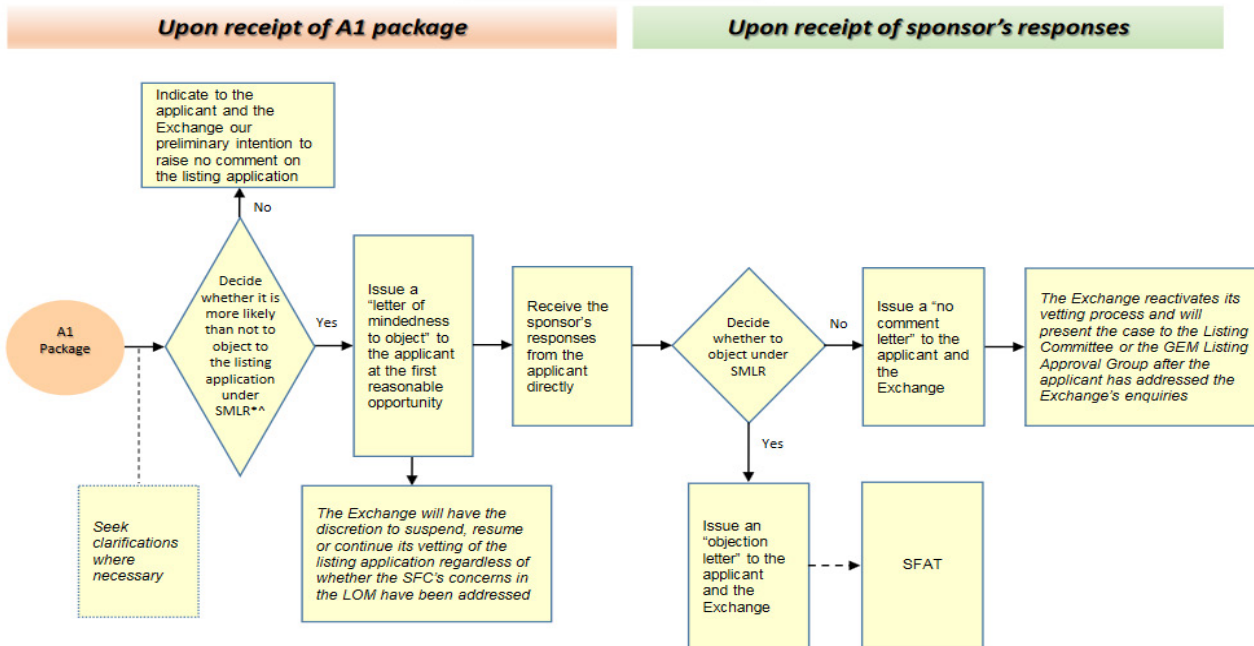 Upon receipt of A1 package
Upon receipt of sponsor's responses
Indicate to the
applicant and the
Exchange our
preliminary intention to
raise no comment on
the listing application
No
A1
Package
Decide
whether it is
more likely
than not to
object to
the listing
application
under
SMLR*^
Yes
Seek
clarifications
where
necessary
Issue a
"letter of
mindedness
to object" to
the applicant
at the first
reasonable
opportunity
The Exchange will have the
discretion to suspend, resume
or continue its vetting of the
listing application regardless of
whether the SFC's concerns in
the LOM have been addressed
Receive the
sponsor's
responses
from the
applicant
directly
Decide
whether to
object under
SMLR
No
Issue a "no
comment
letter" to the
applicant and
the
Exchange
The Exchange reactivates its
vetting process and will
present the case to the Listing
Committee or the GEM Listing
Approval Group after the
applicant has addressed the
Exchange's enquiries
Yes
Issue an
"objection
letter" to the
applicant
and the
Exchange
SFAT